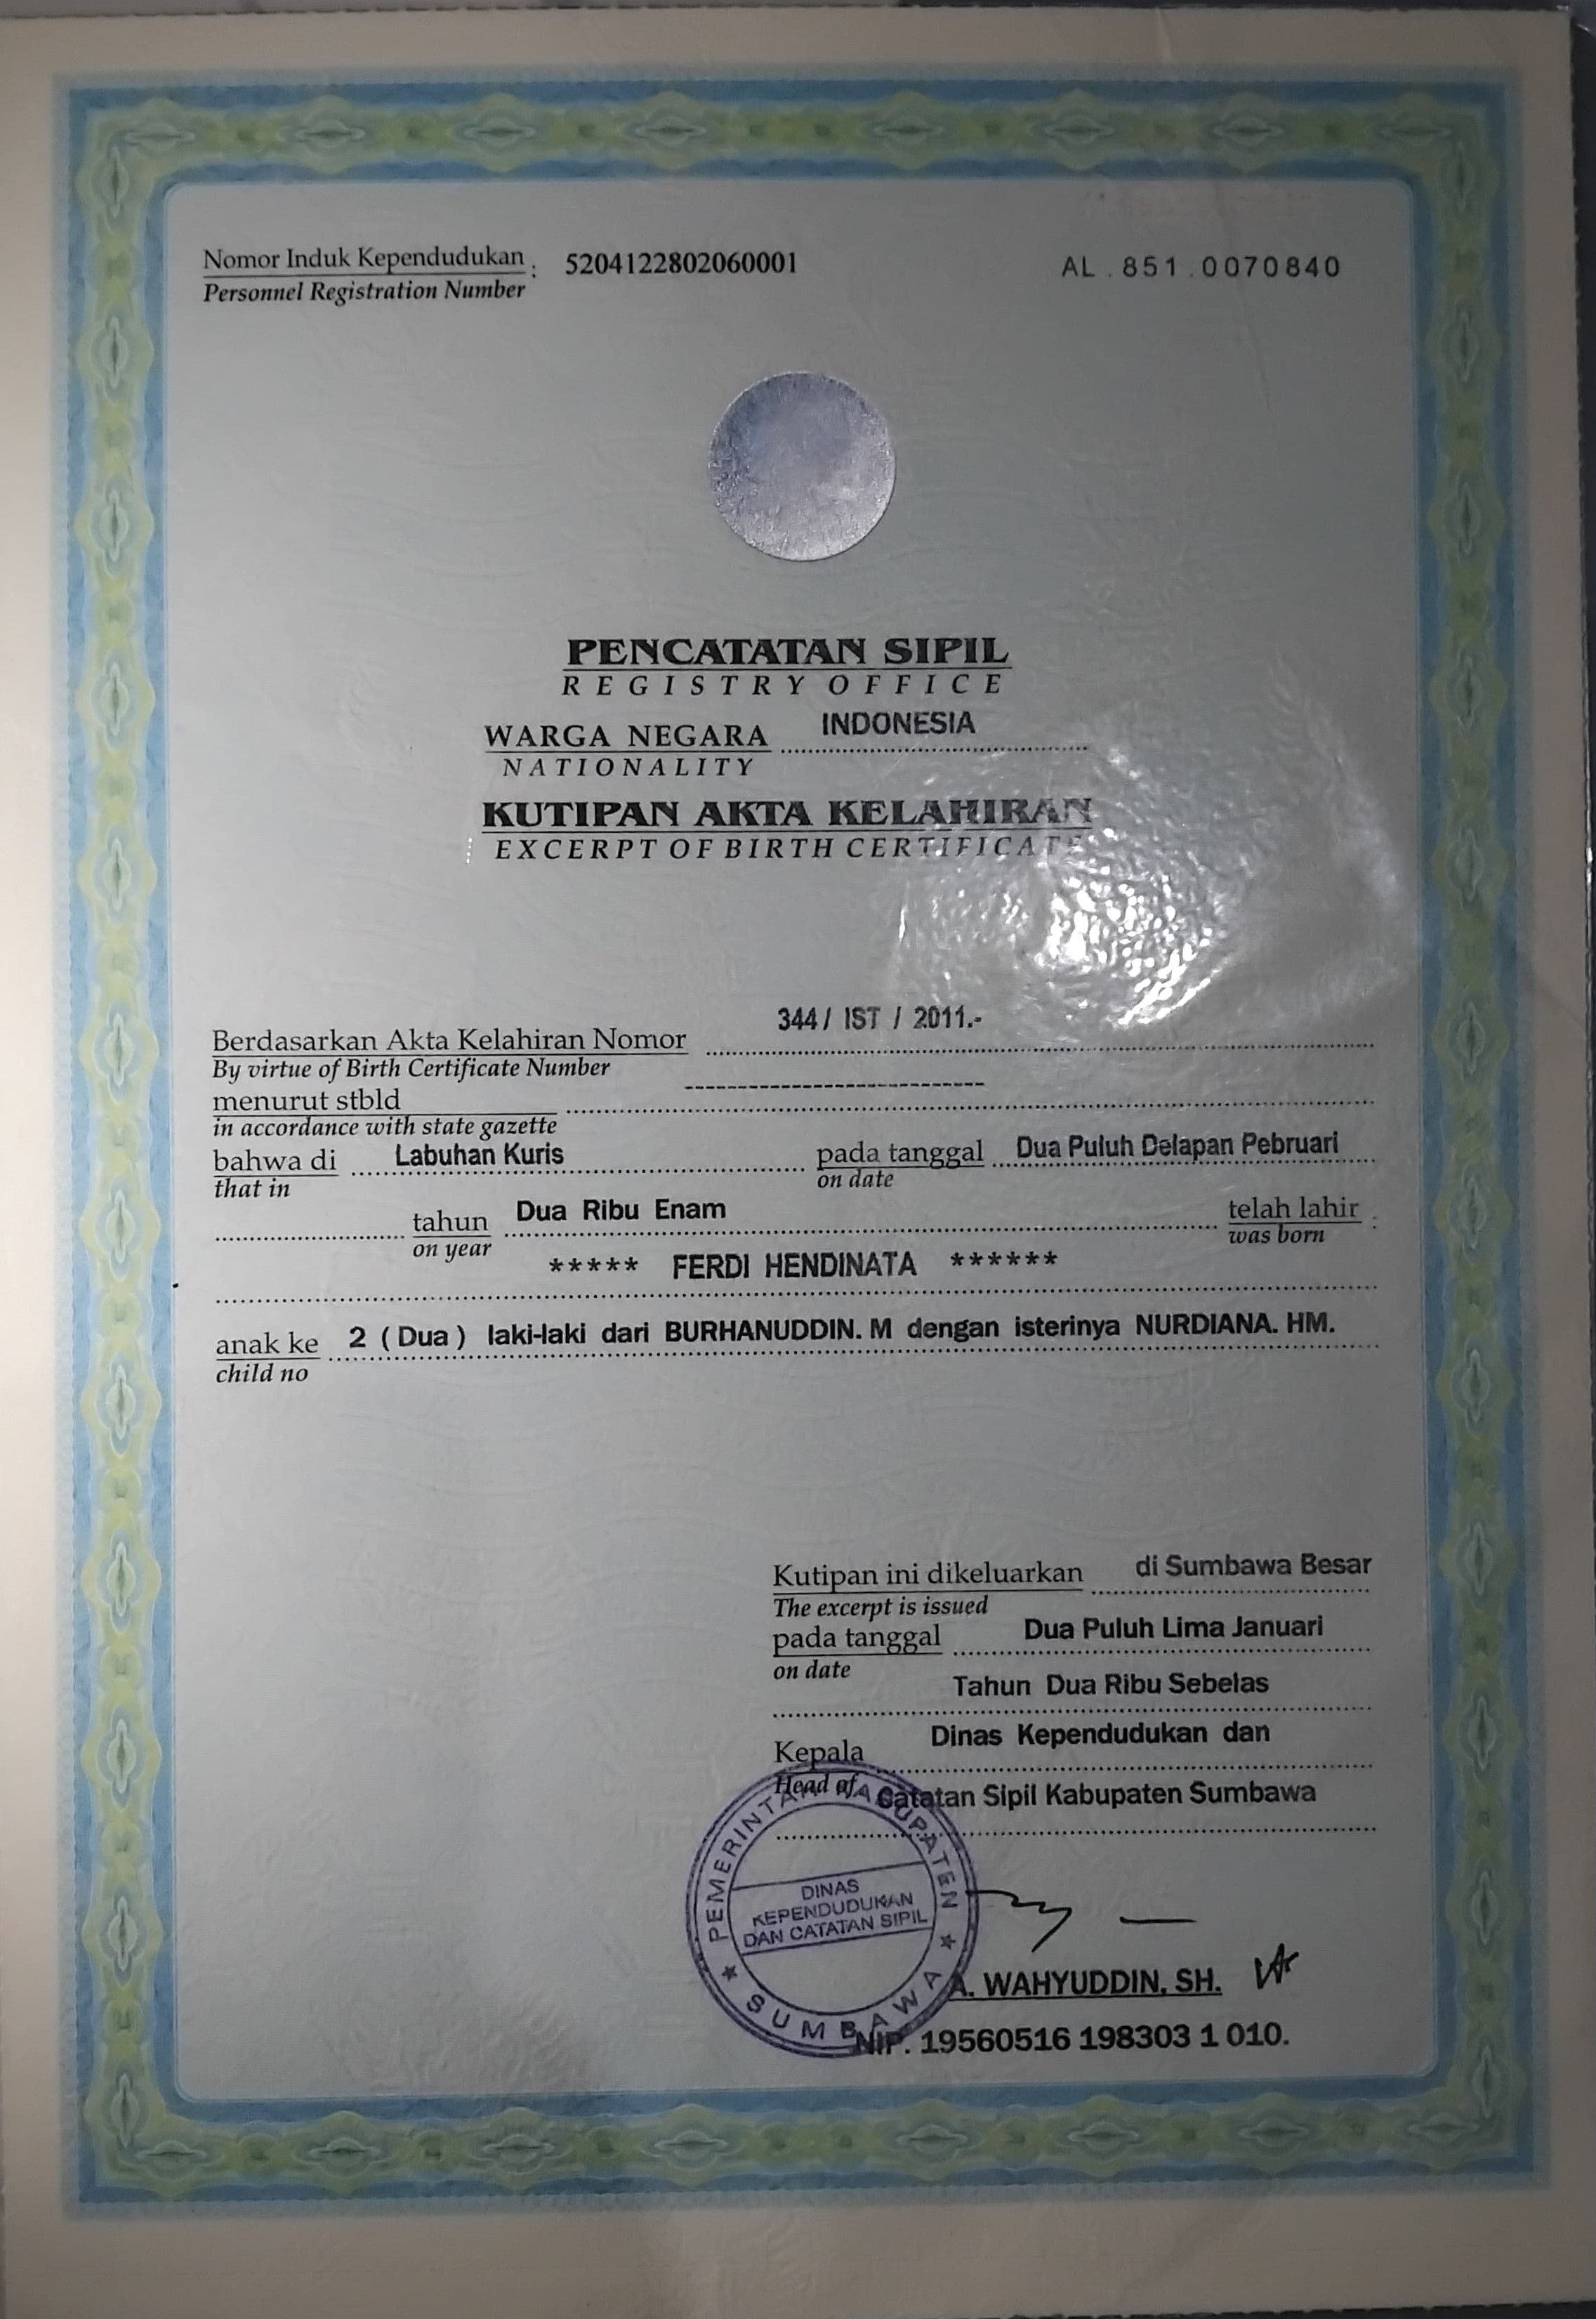 Nomor Induk Kependudukan : 5204122802060001 AL . 851 . 0070840
Personnel Registration Number
PENCATATAN SIPIL
REGISTRY OFFICE
WARGA NEGARA INDONESIA
NATIONALITY
KUTIPAN AKTA KELAHIRAN
EXCERPT OF BIRTH CERTIFICATE
Berdasarkan Akta Kelahiran Nomor 344 / IST / 2011.-
By virtue of Birth Certificate Number
menurut stbld ------------------------------
in accordance with state gazette
bahwa di Labuhan Kuris pada tanggal Dua Puluh Delapan Pebruari
that in on date
tahun Dua Ribu Enam telah lahir :
on year was born
***** FERDI HENDINATA ******
anak ke 2 ( Dua ) laki-laki dari BURHANUDDIN. M dengan isterinya NURDIANA. HM.
child no
Kutipan ini dikeluarkan di Sumbawa Besar
The excerpt is issued
pada tanggal Dua Puluh Lima Januari
on date
Tahun Dua Ribu Sebelas
Kepala Dinas Kependudukan dan
Head of Catatan Sipil Kabupaten Sumbawa
PEMERINTAH KABUPATEN
DINAS
KEPENDUDUKAN
DAN CATATAN SIPIL
★ SUMBAWA ★
A. WAHYUDDIN, SH.
NIP. 19560516 198303 1 010.